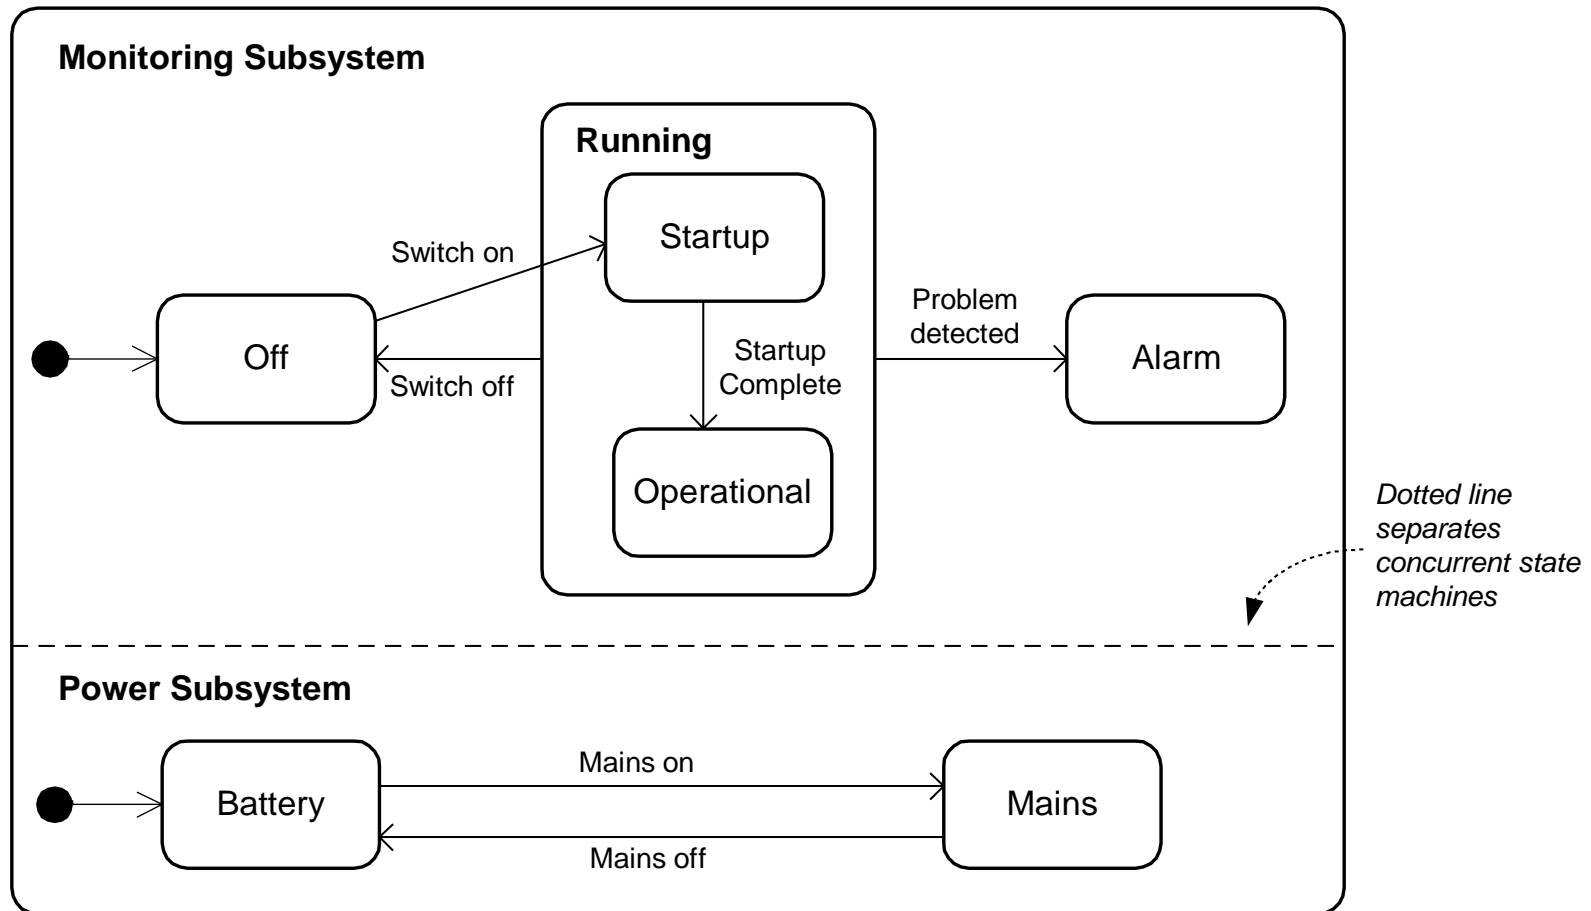 Monitoring Subsystem
Running
Startup
Switch on
Problem
detected
Off
Startup
Complete
Alarm
Switch off
Operational
Dotted line
separates
concurrent state
machines
Power Subsystem
Mains on
Battery
Mains
Mains off